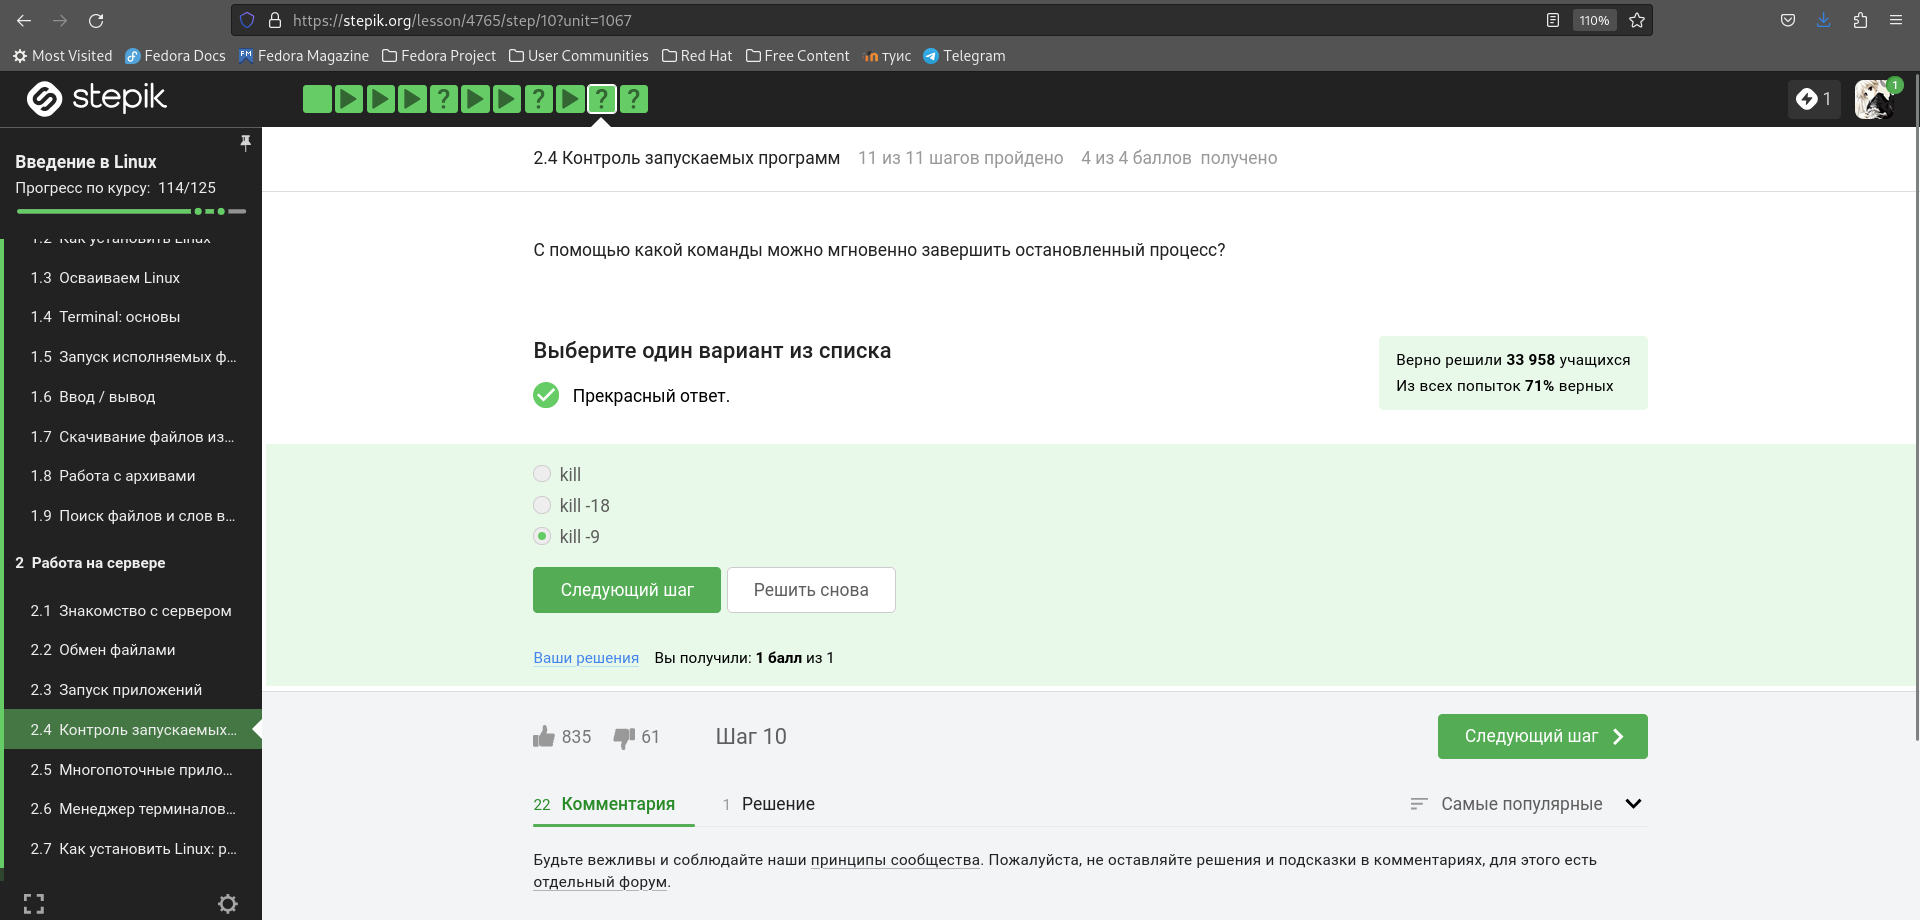 https://stepik.org/lesson/4765/step/10?unit=1067
110%
Most Visited
Fedora Docs
FM Fedora Magazine
Fedora Project
User Communities
Red Hat
Free Content
туис
Telegram
stepik
?
?
?
?
1
1
Введение в Linux
Прогресс по курсу: 114/125
1.2 Как установить Linux
1.3 Осваиваем Linux
1.4 Terminal: основы
1.5 Запуск исполняемых ф...
1.6 Ввод / вывод
1.7 Скачивание файлов из...
1.8 Работа с архивами
1.9 Поиск файлов и слов в...
2 Работа на сервере
2.1 Знакомство с сервером
2.2 Обмен файлами
2.3 Запуск приложений
2.4 Контроль запускаемых...
2.5 Многопоточные прило...
2.6 Менеджер терминалов...
2.7 Как установить Linux: р...
2.4 Контроль запускаемых программ 11 из 11 шагов пройдено 4 из 4 баллов получено
С помощью какой команды можно мгновенно завершить остановленный процесс?
Выберите один вариант из списка
Прекрасный ответ.
Верно решили 33 958 учащихся
Из всех попыток 71% верных
kill
kill -18
kill -9
Следующий шаг
Решить снова
Ваши решения Вы получили: 1 балл из 1
835 61 Шаг 10
Следующий шаг
22 Комментария 1 Решение
Самые популярные
Будьте вежливы и соблюдайте наши принципы сообщества. Пожалуйста, не оставляйте решения и подсказки в комментариях, для этого есть
отдельный форум.